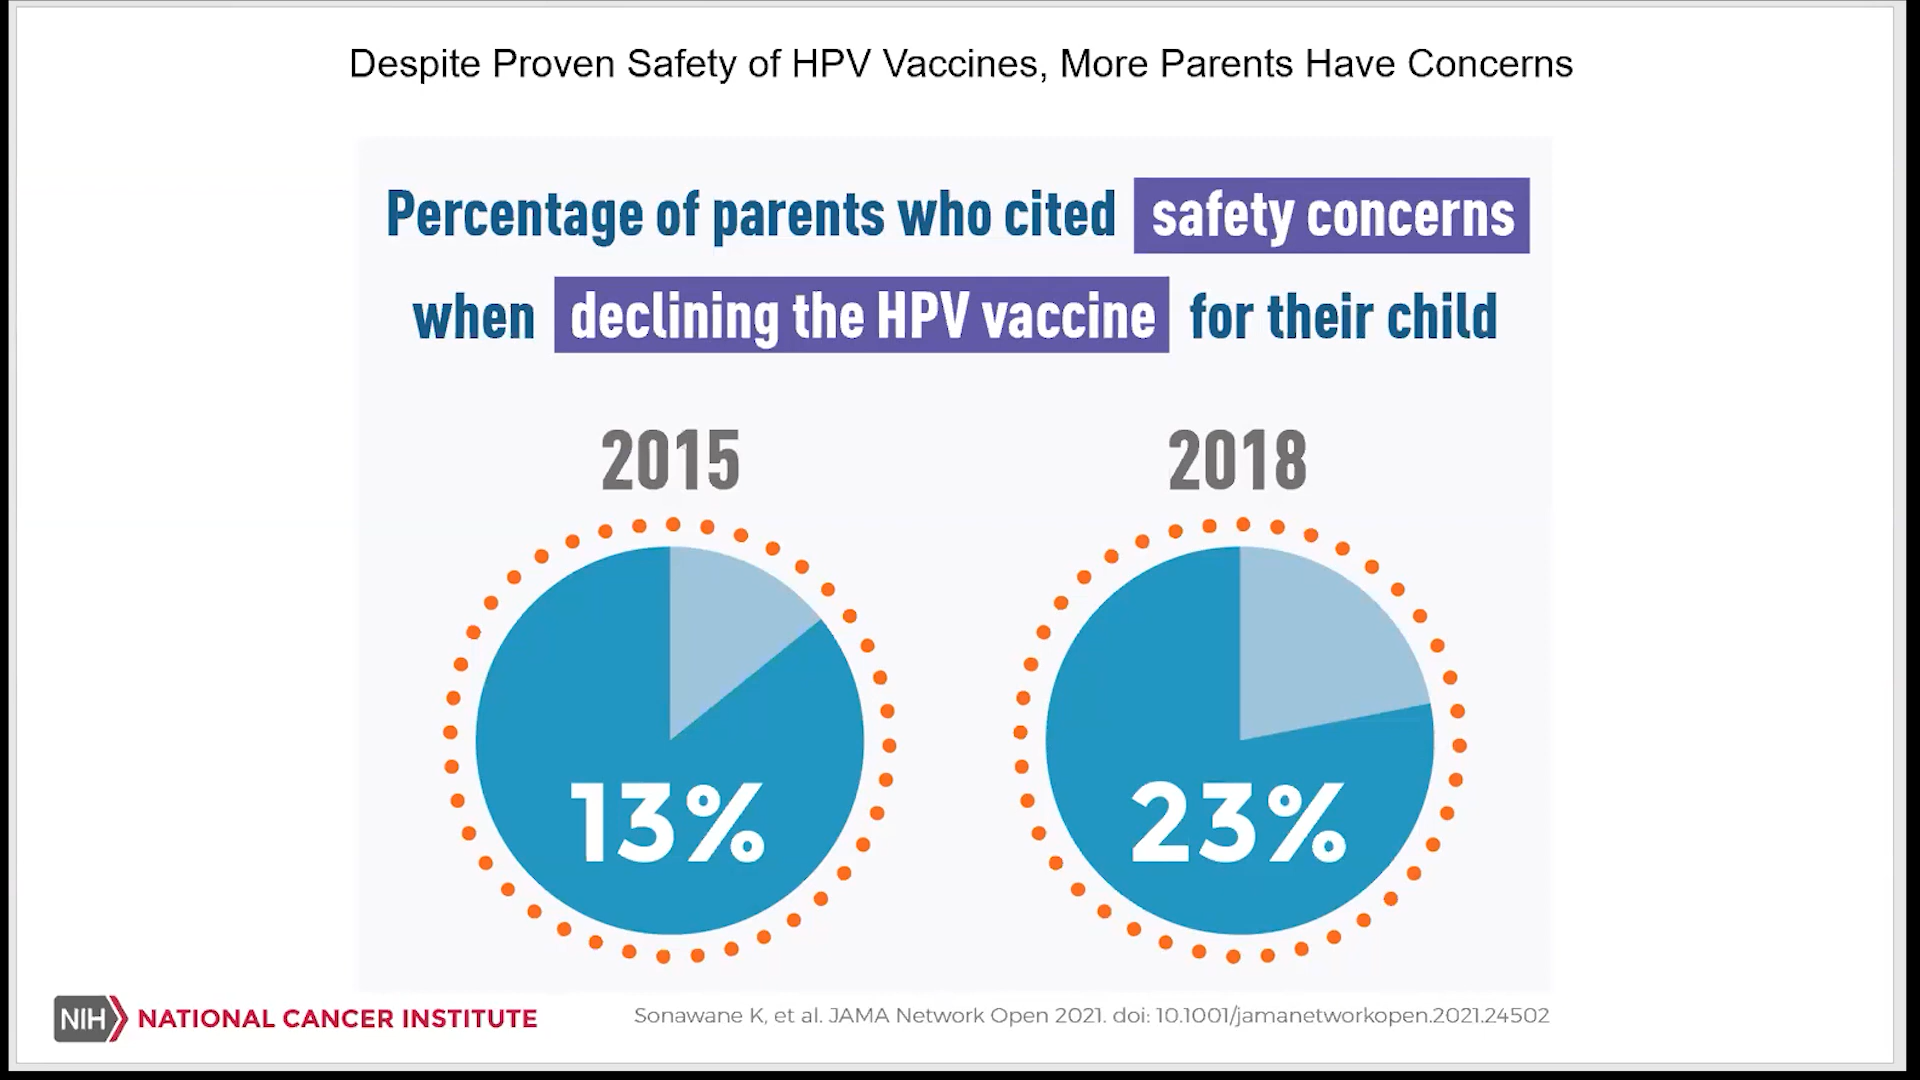 Despite Proven Safety of HPV Vaccines, More Parents Have Concerns
Percentage of parents who cited safety concerns
when declining the HPV vaccine for their child
2015
2018
13%
23%
NIH NATIONAL CANCER INSTITUTE
Sonawane K, et al. JAMA Network Open 2021. doi: 10.1001/jamanetworkopen.2021.24502